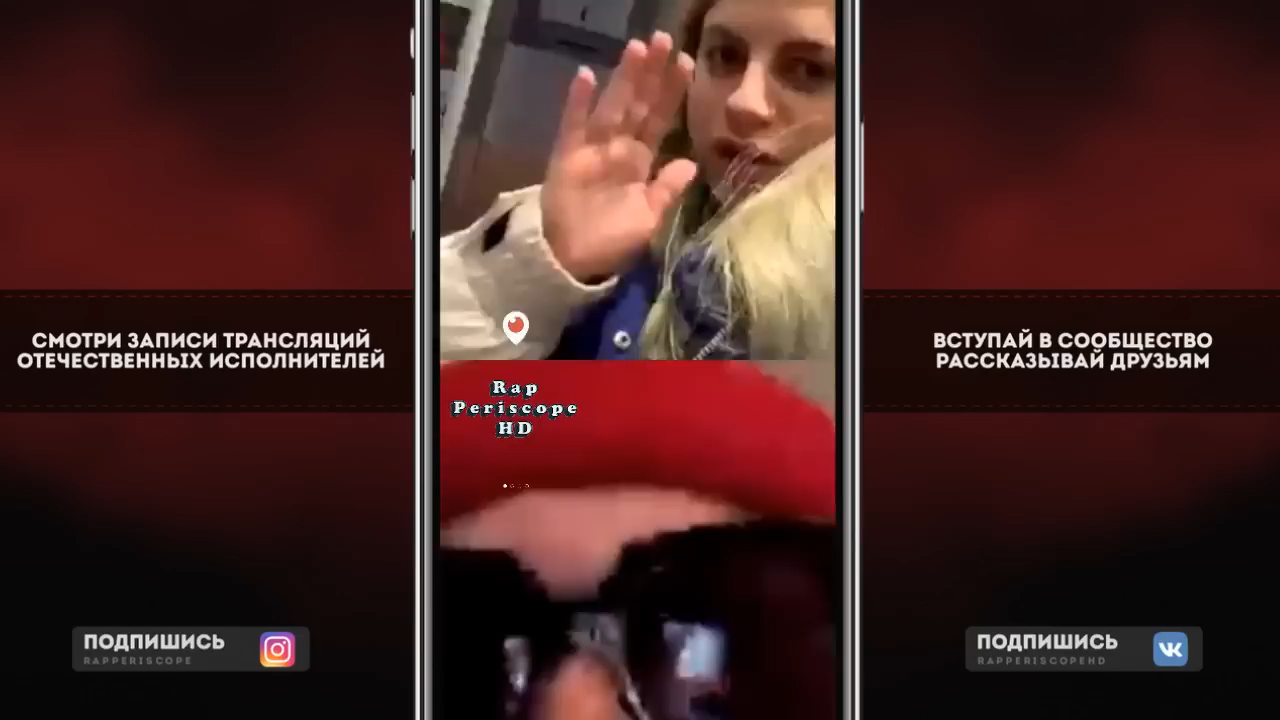 СМОТРИ ЗАПИСИ ТРАНСЛЯЦИЙ
ОТЕЧЕСТВЕННЫХ ИСПОЛНИТЕЛЕЙ
Rap
Periscope
HD
ВСТУПАЙ В СООБЩЕСТВО
РАССКАЗЫВАЙ ДРУЗЬЯМ
ПОДПИШИСЬ
RAPPERISCOPE
ПОДПИШИСЬ
RAPPERISCOPEHD